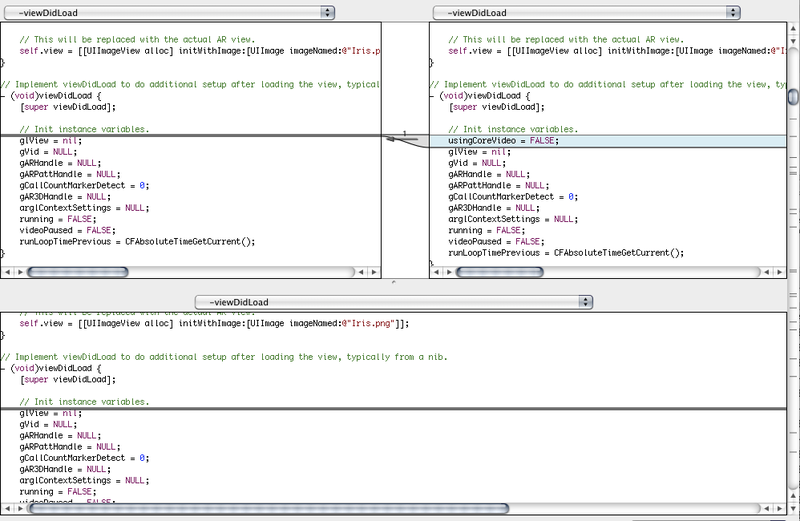 -viewDidLoad
// This will be replaced with the actual AR view.
self.view = [[UIImageView alloc] initWithImage:[UIImage imageNamed:@"Iris.p
}
// Implement viewDidLoad to do additional setup after loading the view, typical
- (void)viewDidLoad {
[super viewDidLoad];
// Init instance variables.
glView = nil;
gVid = NULL;
gARHandle = NULL;
gARPattHandle = NULL;
gCallCountMarkerDetect = 0;
gAR3DHandle = NULL;
arglContextSettings = NULL;
running = FALSE;
videoPaused = FALSE;
runLoopTimePrevious = CFAbsoluteTimeGetCurrent();
}
1
-viewDidLoad
// This will be replaced with the actual AR view.
self.view = [[UIImageView alloc] initWithImage:[UIImage imageNamed:@"I
}
// Implement viewDidLoad to do additional setup after loading the view, ty
- (void)viewDidLoad {
[super viewDidLoad];
// Init instance variables.
usingCoreVideo = FALSE;
glView = nil;
gVid = NULL;
gARHandle = NULL;
gARPattHandle = NULL;
gCallCountMarkerDetect = 0;
gAR3DHandle = NULL;
arglContextSettings = NULL;
running = FALSE;
videoPaused = FALSE;
runLoopTimePrevious = CFAbsoluteTimeGetCurrent();
}
-viewDidLoad
// This will be replaced with the actual AR view.
self.view = [[UIImageView alloc] initWithImage:[UIImage imageNamed:@"Iris.png"]];
}
// Implement viewDidLoad to do additional setup after loading the view, typically from a nib.
- (void)viewDidLoad {
[super viewDidLoad];
// Init instance variables.
glView = nil;
gVid = NULL;
gARHandle = NULL;
gARPattHandle = NULL;
gCallCountMarkerDetect = 0;
gAR3DHandle = NULL;
arglContextSettings = NULL;
running = FALSE;
videoPaused = FALSE;